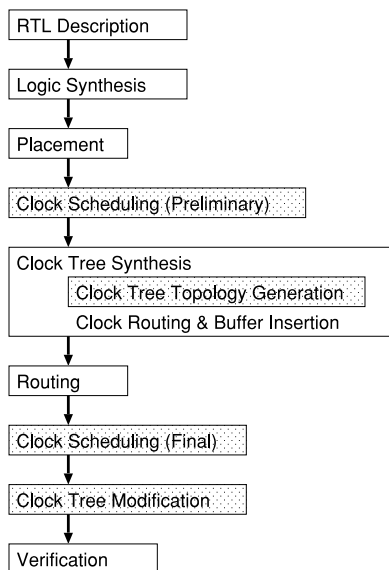 RTL Description
Logic Synthesis
Placement
Clock Scheduling (Preliminary)
Clock Tree Synthesis
Clock Tree Topology Generation
Clock Routing & Buffer Insertion
Routing
Clock Scheduling (Final)
Clock Tree Modification
Verification